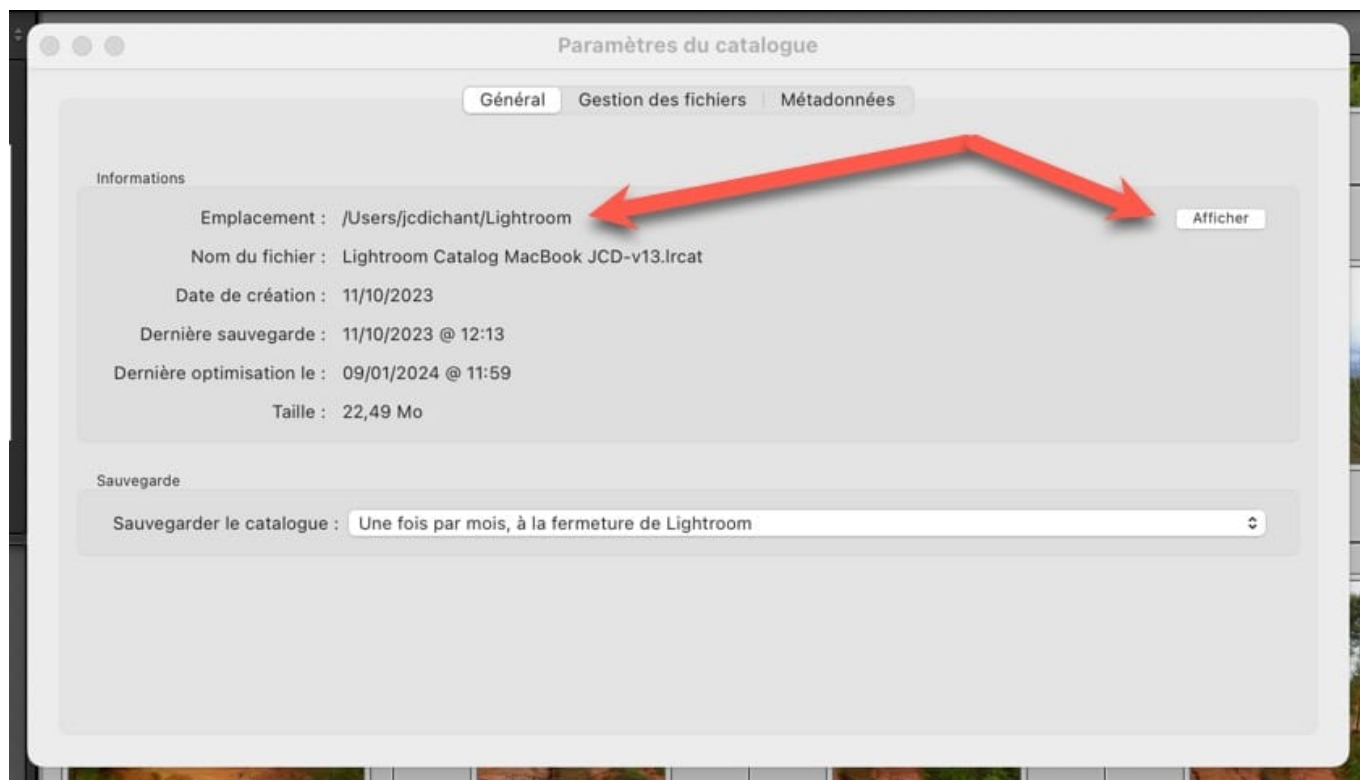 Paramètres du catalogue
Général Gestion des fichiers Métadonnées
Informations
Emplacement : /Users/jcdichant/Lightroom Afficher
Nom du fichier : Lightroom Catalog MacBook JCD-v13.lrcat
Date de création : 11/10/2023
Dernière sauvegarde : 11/10/2023 @ 12:13
Dernière optimisation le : 09/01/2024 @ 11:59
Taille : 22,49 Mo
Sauvegarde
Sauvegarder le catalogue : Une fois par mois, à la fermeture de Lightroom